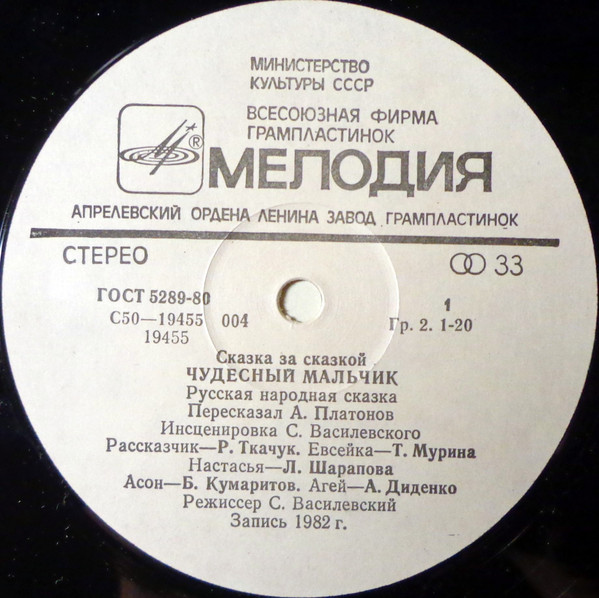 МИНИСТЕРСТВО
КУЛЬТУРЫ СССР
ВСЕСОЮЗНАЯ ФИРМА
ГРАМПЛАСТИНОК
® МЕЛОДИЯ
АПРЕЛЕВСКИЙ ОРДЕНА ЛЕНИНА ЗАВОД ГРАМПЛАСТИНОК
СТЕРЕО 33
ГОСТ 5289-80 1
С50—19455 004 Гр. 2. 1-20
19455
Сказка за сказкой
ЧУДЕСНЫЙ МАЛЬЧИК
Русская народная сказка
Пересказал А. Платонов
Инсценировка С. Василевского
Рассказчик—Р. Ткачук. Евсейка—Т. Мурина
Настасья—Л. Шарапова
Асон—Б. Кумаритов. Агей—А. Диденко
Режиссер С. Василевский
Запись 1982 г.